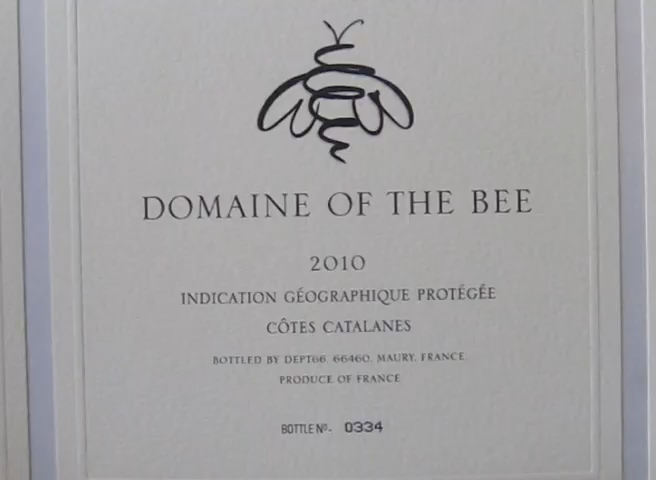 DOMAINE OF THE BEE
2010
INDICATION GÉOGRAPHIQUE PROTÉGÉE
CÔTES CATALANES
BOTTLED BY DEPT66, 66460, MAURY, FRANCE
PRODUCE OF FRANCE
BOTTLE Nº- 0334